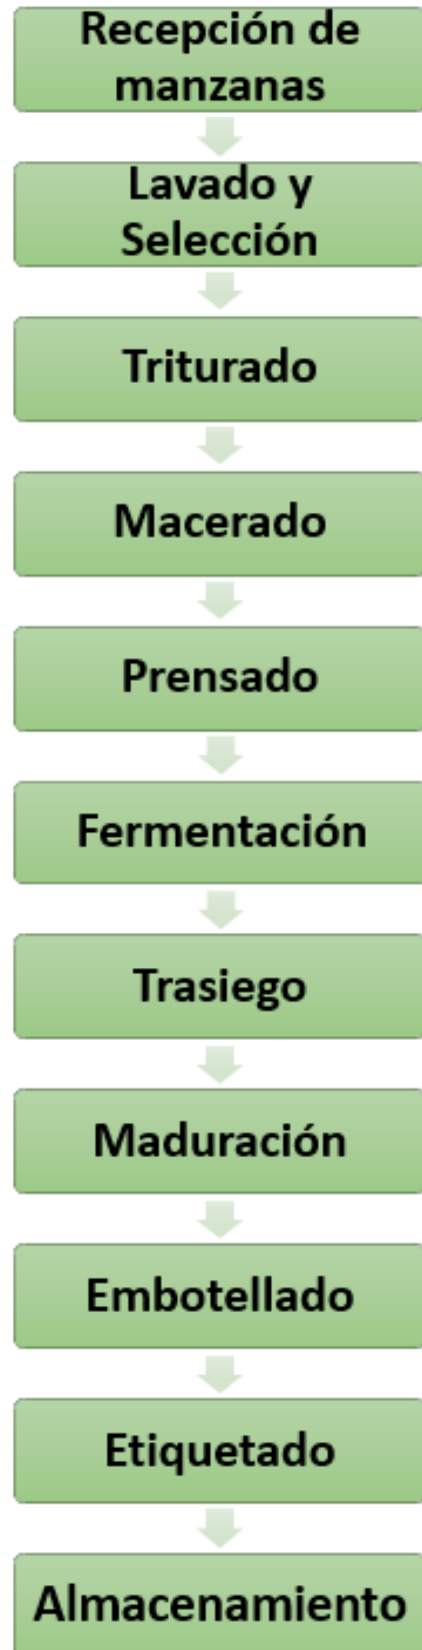 Recepción de
manzanas
Lavado y
Selección
Triturado
Macerado
Prensado
Fermentación
Trasiego
Maduración
Embotellado
Etiquetado
Almacenamiento